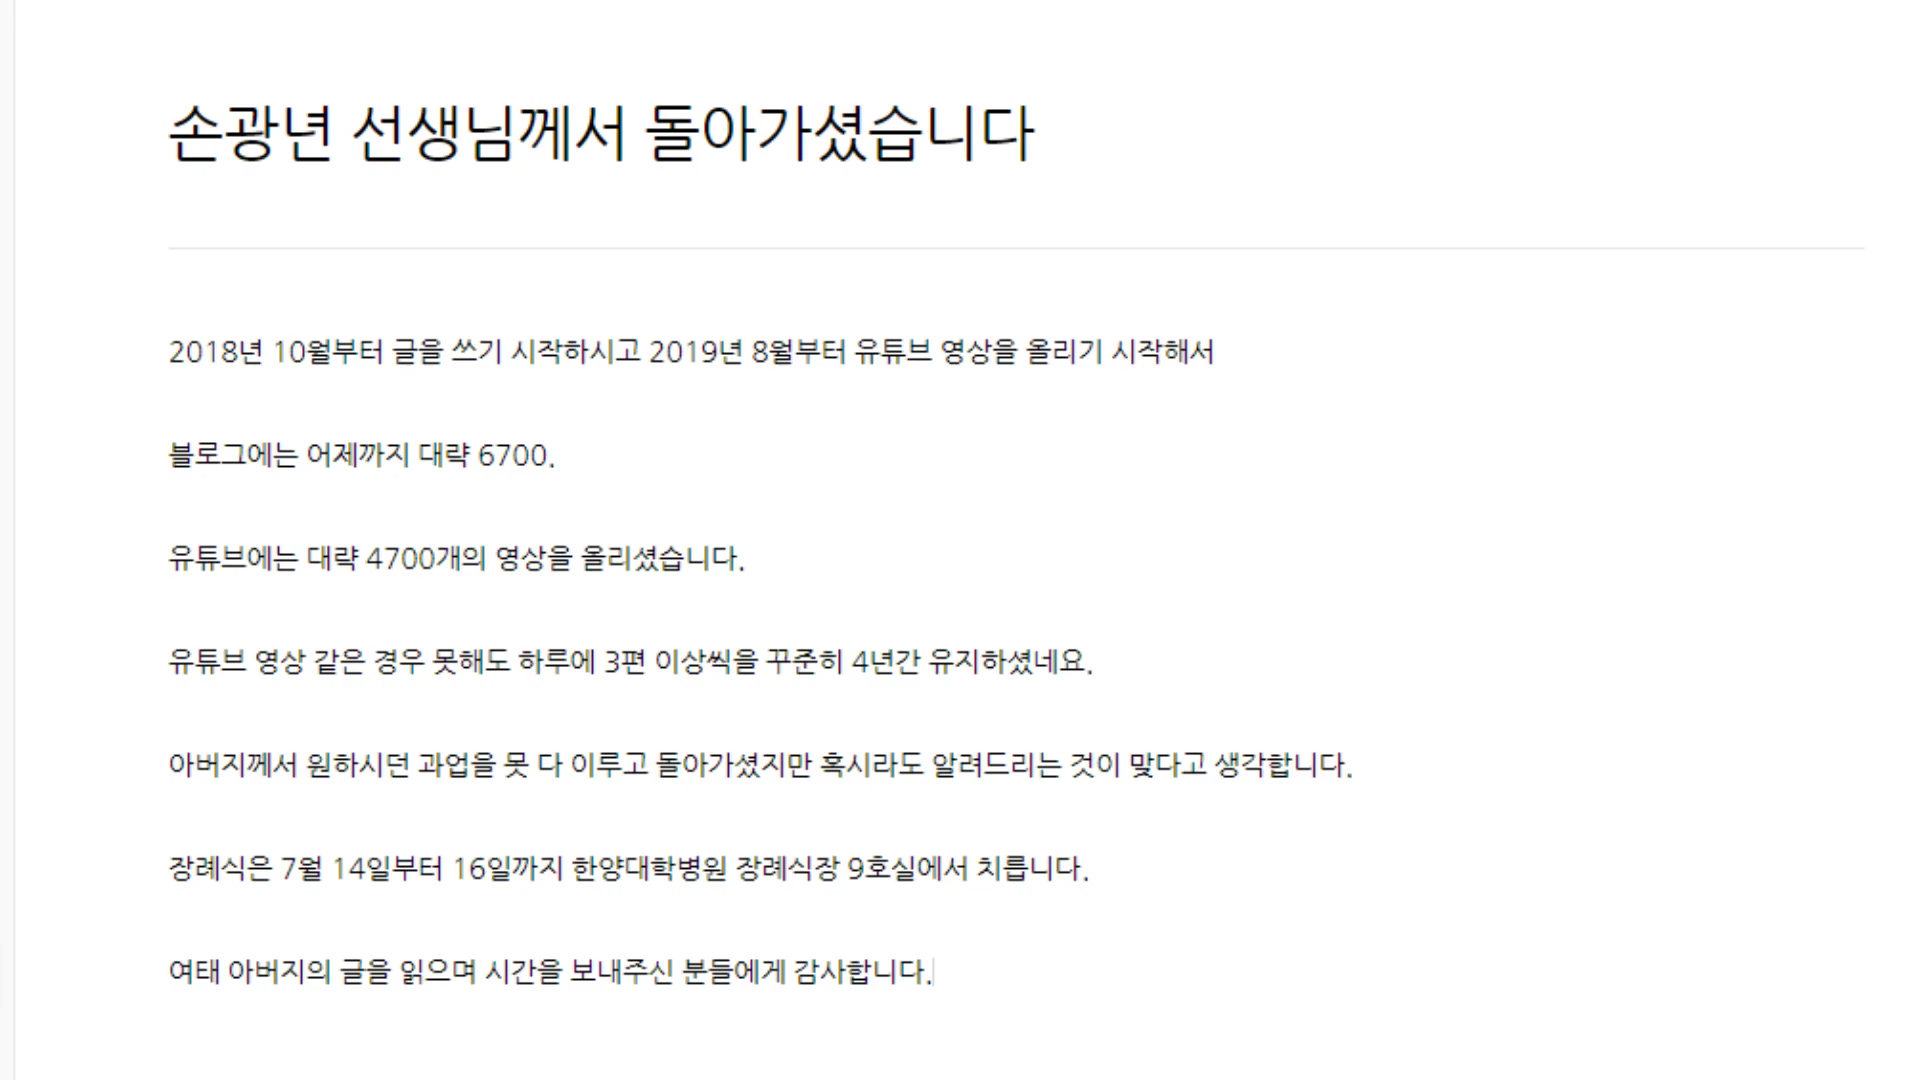 손광년 선생님께서 돌아가셨습니다
2018년 10월부터 글을 쓰기 시작하시고 2019년 8월부터 유튜브 영상을 올리기 시작해서
블로그에는 어제까지 대략 6700.
유튜브에는 대략 4700개의 영상을 올리셨습니다.
유튜브 영상 같은 경우 못해도 하루에 3편 이상씩을 꾸준히 4년간 유지하셨네요.
아버지께서 원하시던 과업을 못 다 이루고 돌아가셨지만 혹시라도 알려드리는 것이 맞다고 생각합니다.
장례식은 7월 14일부터 16일까지 한양대학병원 장례식장 9호실에서 치릅니다.
여태 아버지의 글을 읽으며 시간을 보내주신 분들에게 감사합니다.